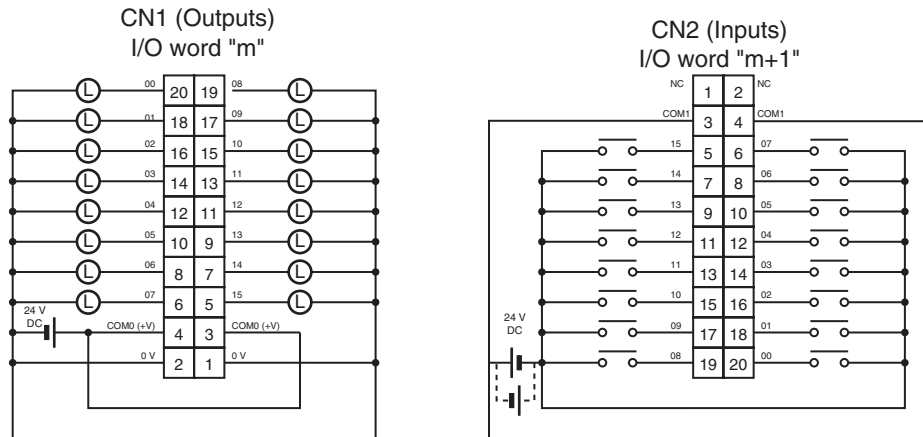 CN1 (Outputs)
I/O word "m"
00 L 20 19 08 L
01 L 18 17 09 L
02 L 16 15 10 L
03 L 14 13 11 L
04 L 12 11 12 L
05 L 10 9 13 L
06 L 8 7 14 L
07 L 6 5 15 L
24 V
DC
COM0 (+V) 4 3 COM0 (+V)
0 V 2 1 0 V
CN2 (Inputs)
I/O word "m+1"
NC 1 2 NC
COM1 3 4 COM1
15 5 6 07
14 7 8 06
13 9 10 05
12 11 12 04
11 13 14 03
10 15 16 02
24 V
DC
09 17 18 01
08 19 20 00